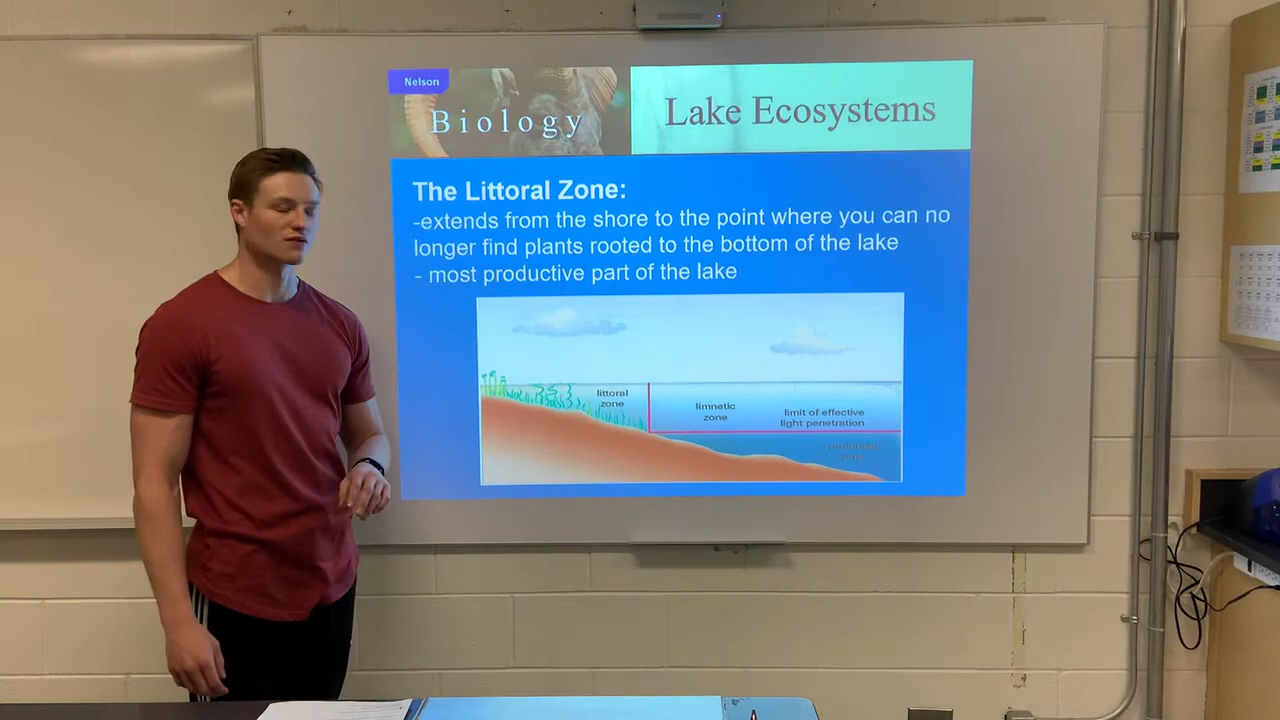 Nelson
Biology
Lake Ecosystems
The Littoral Zone:
-extends from the shore to the point where you can no
longer find plants rooted to the bottom of the lake
- most productive part of the lake
littoral
zone
limnetic
zone
limit of effective
light penetration
profundal
zone